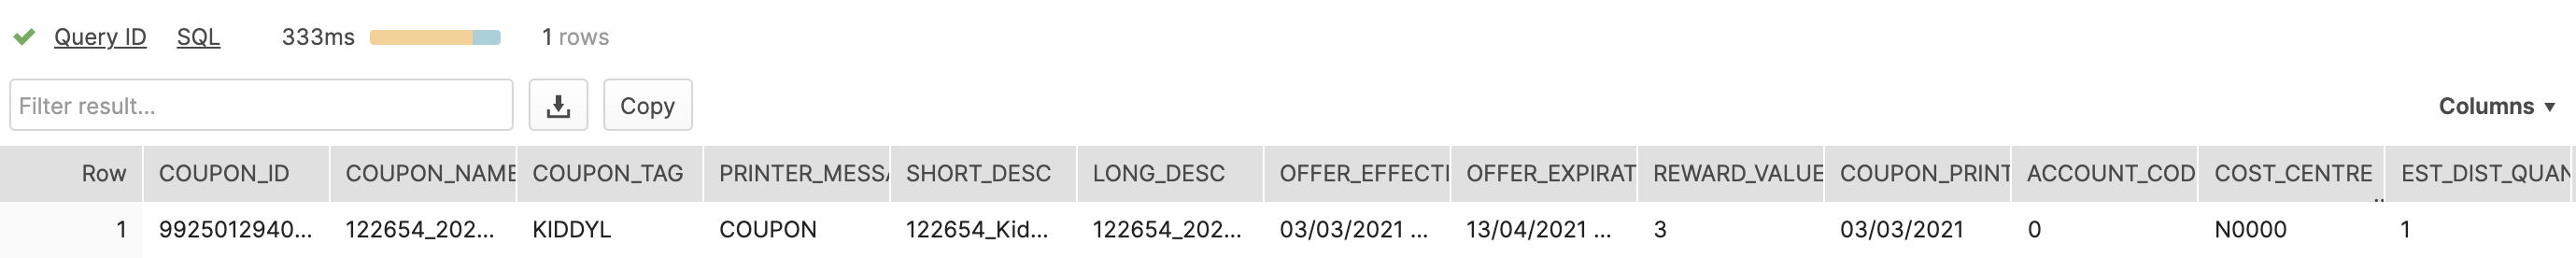 Query ID SQL 333ms 1 rows
Filter result... Copy Columns
Row COUPON_ID COUPON_NAME COUPON_TAG PRINTER_MESSA SHORT_DESC LONG_DESC OFFER_EFFECTI OFFER_EXPIRAT REWARD_VALUE COUPON_PRINT ACCOUNT_COD COST_CENTRE EST_DIST_QUAN
1 9925012940... 122654_202... KIDDYL COUPON 122654_Kid... 122654_202... 03/03/2021 ... 13/04/2021 ... 3 03/03/2021 0 N0000 1